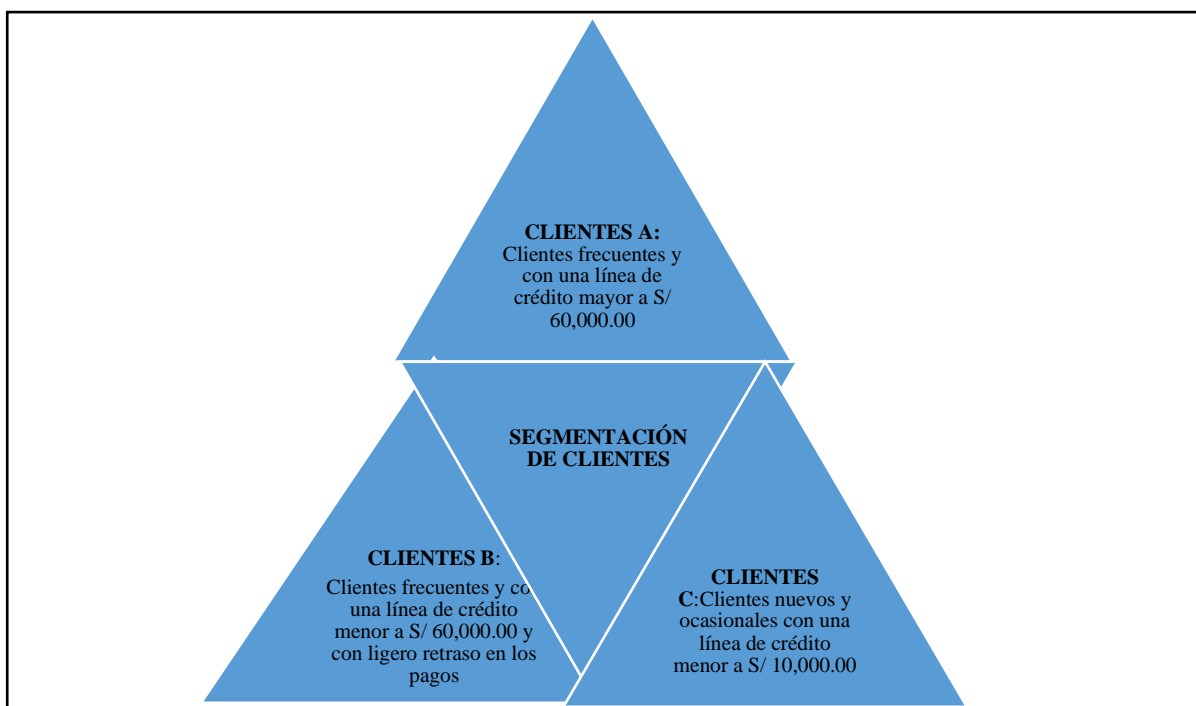 CLIENTES A:
Clientes frecuentes y
con una línea de
crédito mayor a S/
60,000.00
SEGMENTACIÓN
DE CLIENTES
CLIENTES B:
Clientes frecuentes y co
una línea de crédito
menor a S/ 60,000.00 y
con ligero retraso en los
pagos
CLIENTES
C:Clientes nuevos y
ocasionales con una
línea de crédito
menor a S/ 10,000.00